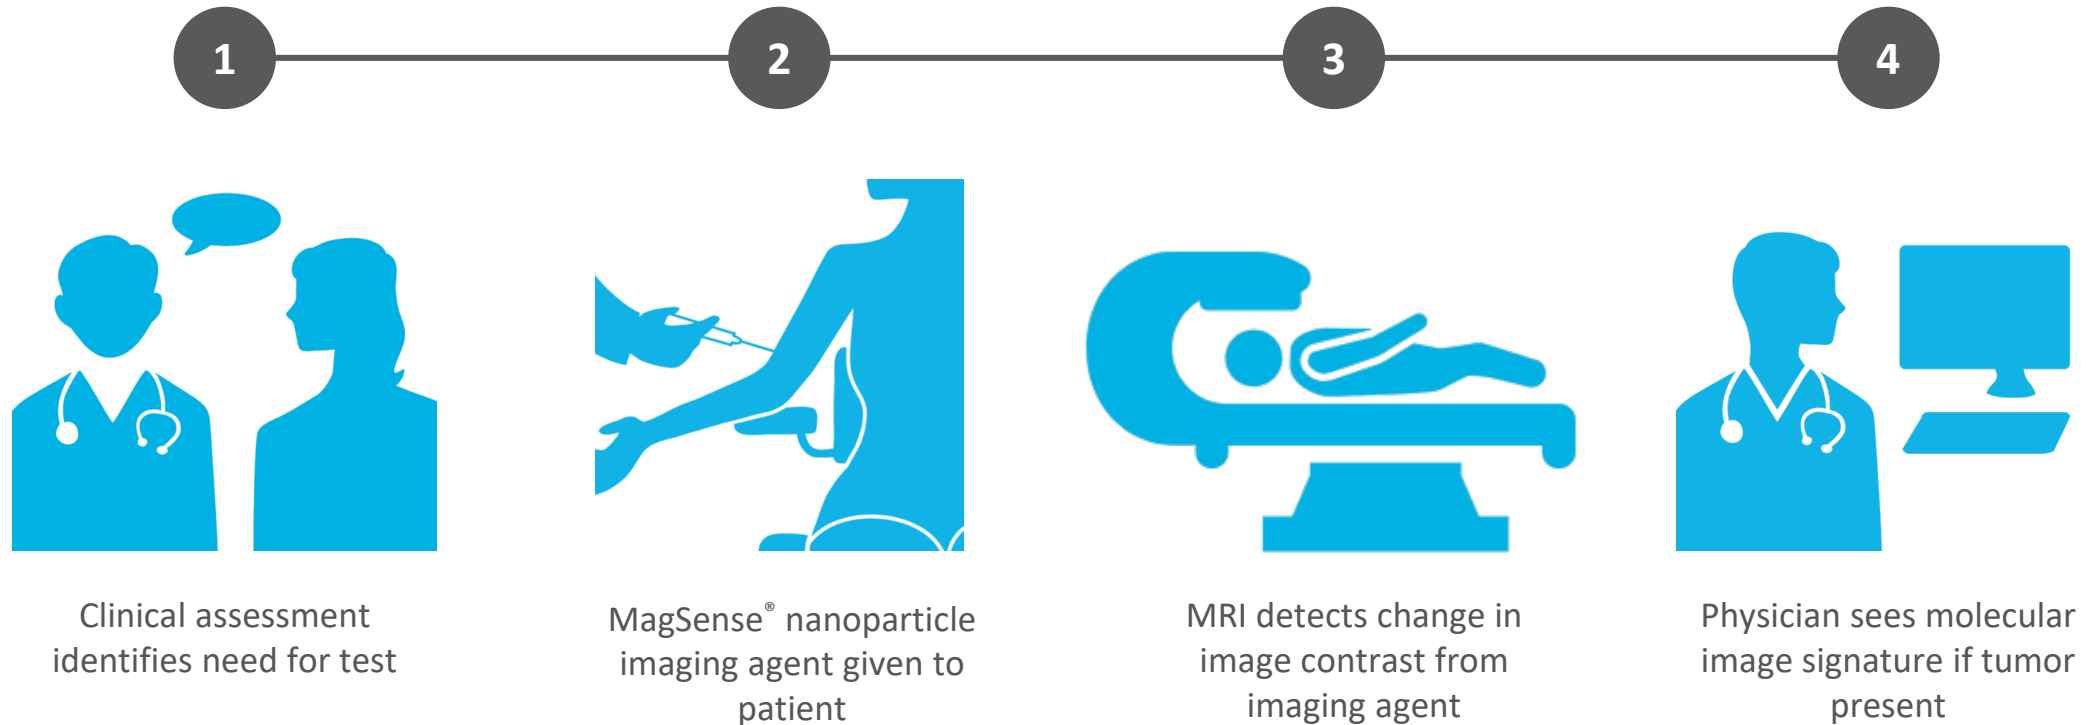 1
2
3
4
Clinical assessment
identifies need for test
MagSense® nanoparticle
imaging agent given to
patient
MRI detects change in
image contrast from
imaging agent
Physician sees molecular
image signature if tumor
present